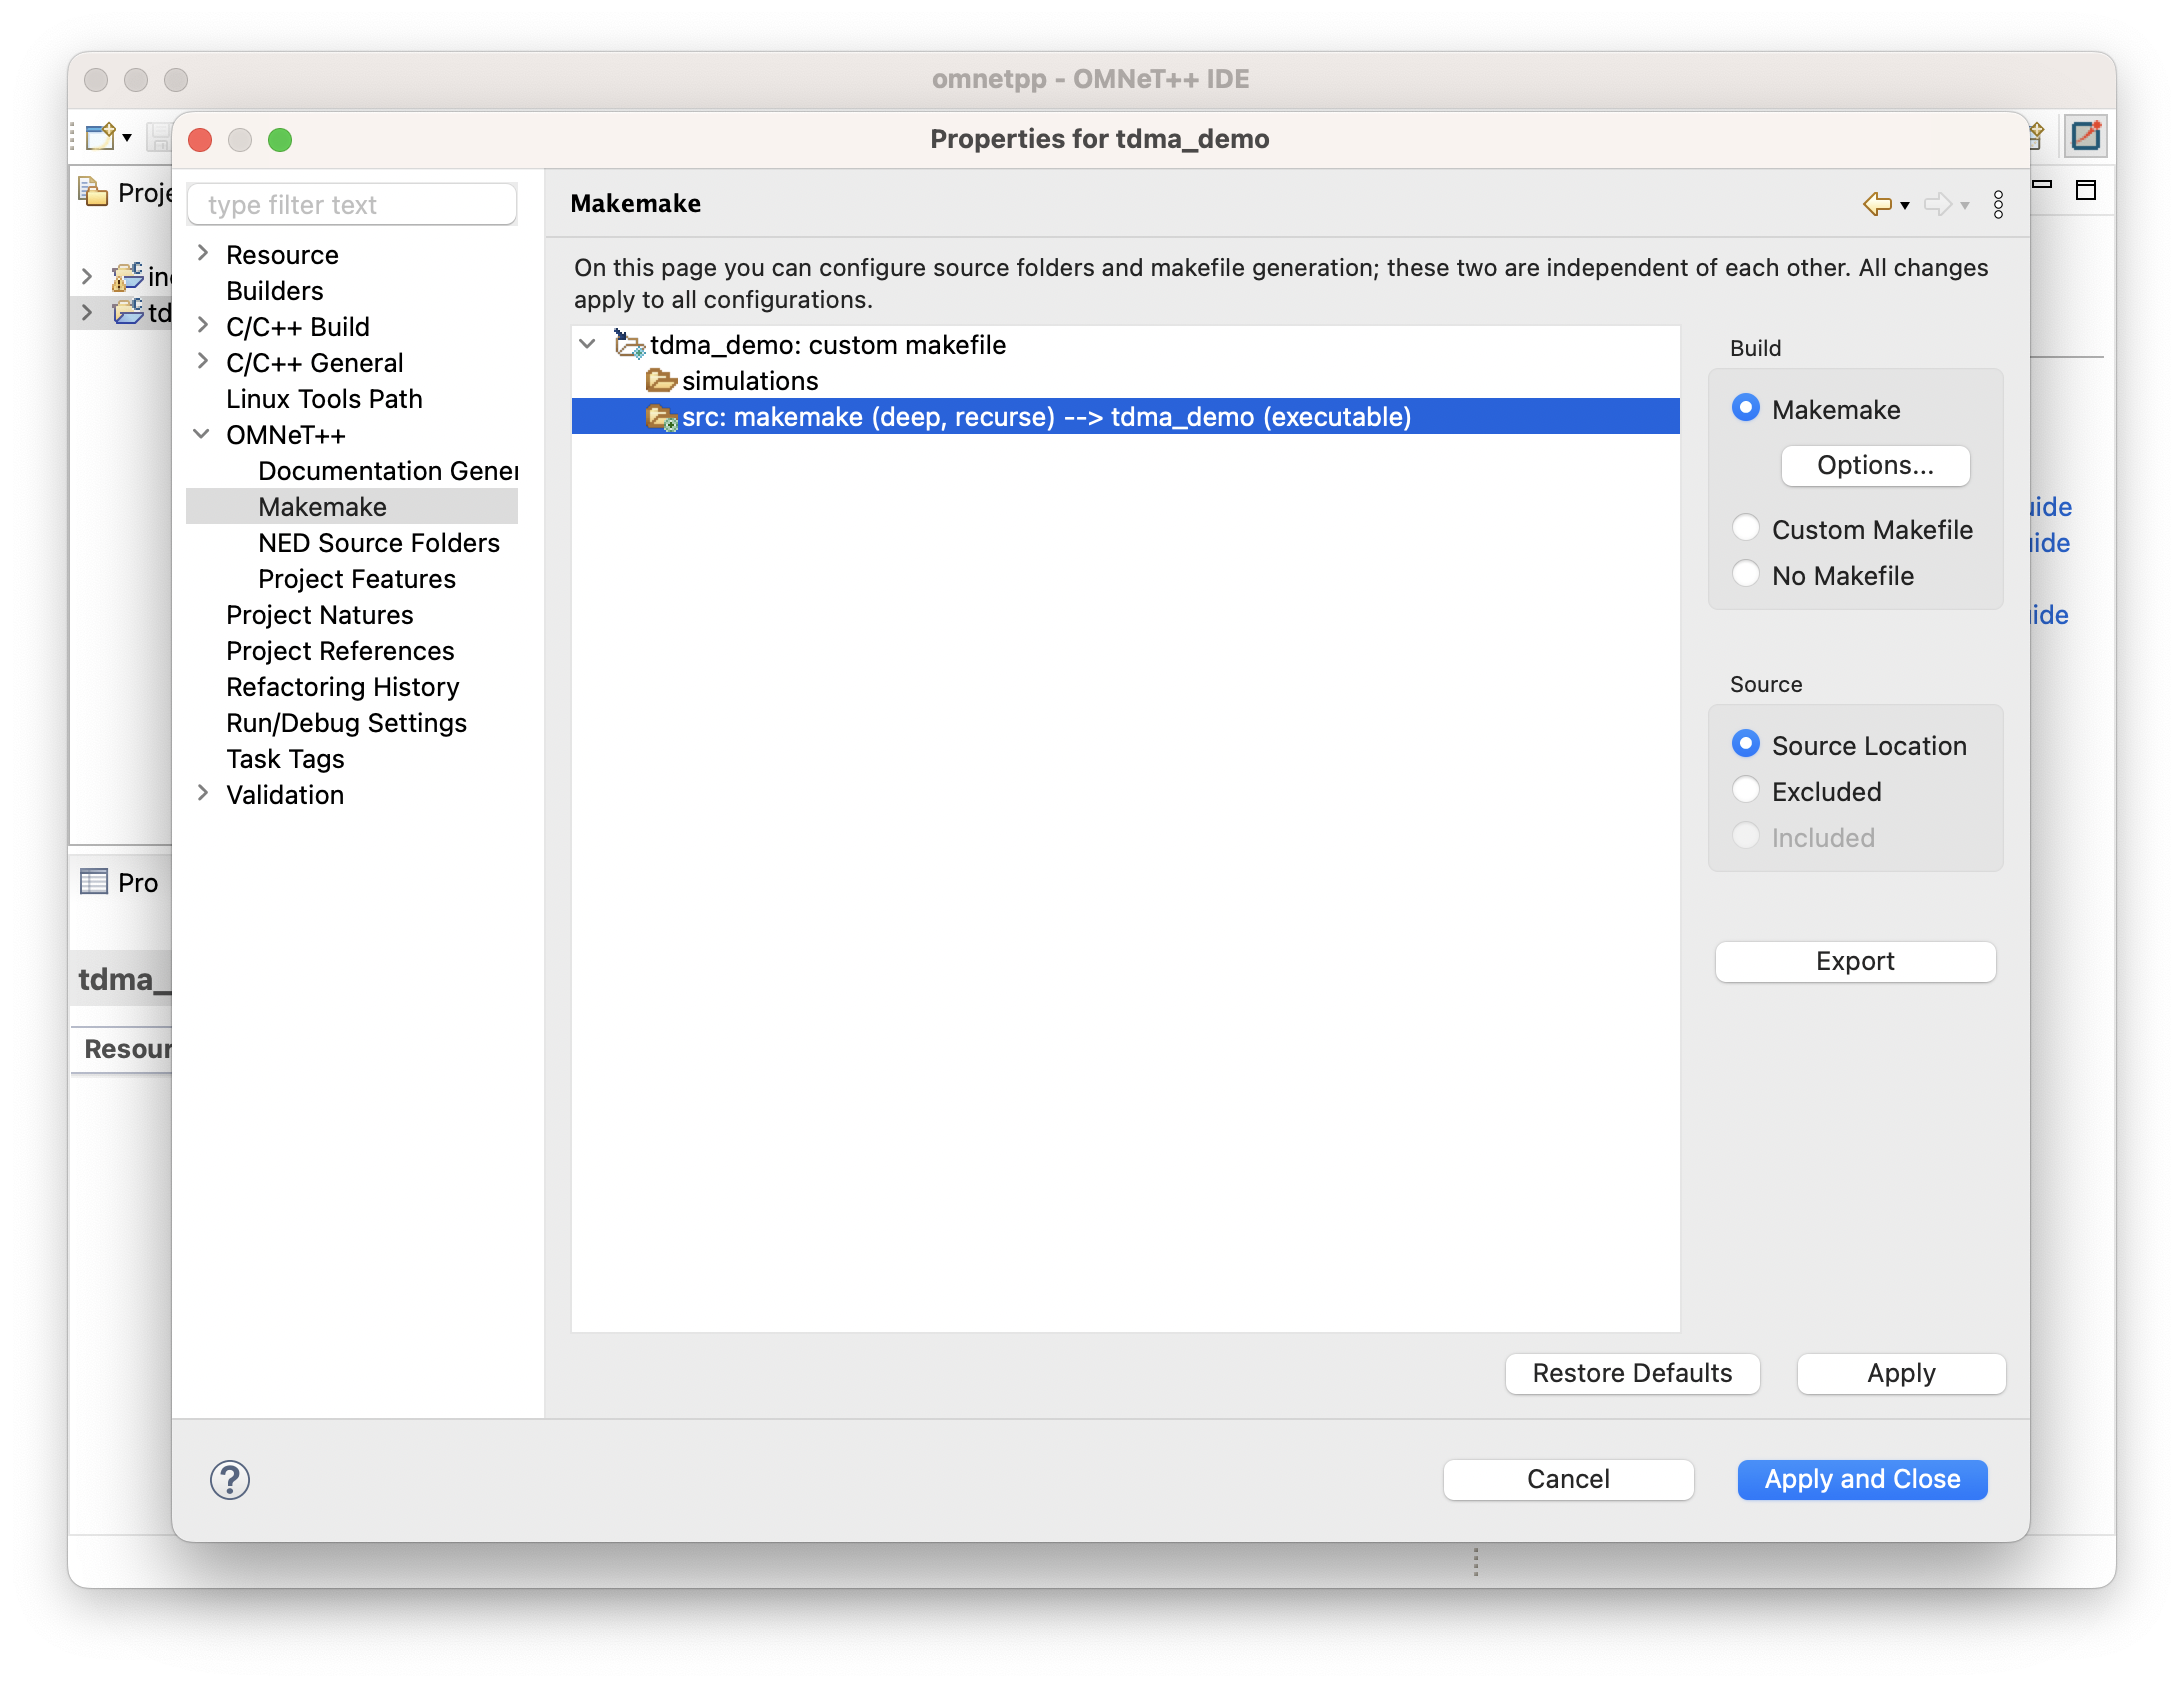 omnetpp - OMNeT++ IDE
Properties for tdma_demo
type filter text
Resource
Builders
C/C++ Build
C/C++ General
Linux Tools Path
OMNeT++
Documentation Gener
Makemake
NED Source Folders
Project Features
Project Natures
Project References
Refactoring History
Run/Debug Settings
Task Tags
Validation
Makemake
On this page you can configure source folders and makefile generation; these two are independent of each other. All changes
apply to all configurations.
tdma_demo: custom makefile
simulations
src: makemake (deep, recurse) --> tdma_demo (executable)
Build
Makemake
Options...
Custom Makefile
No Makefile
Source
Source Location
Excluded
Included
Export
Restore Defaults
Apply
?
Cancel
Apply and Close
Proje
td
Pro
tdma_
Resour
uide
uide
uide